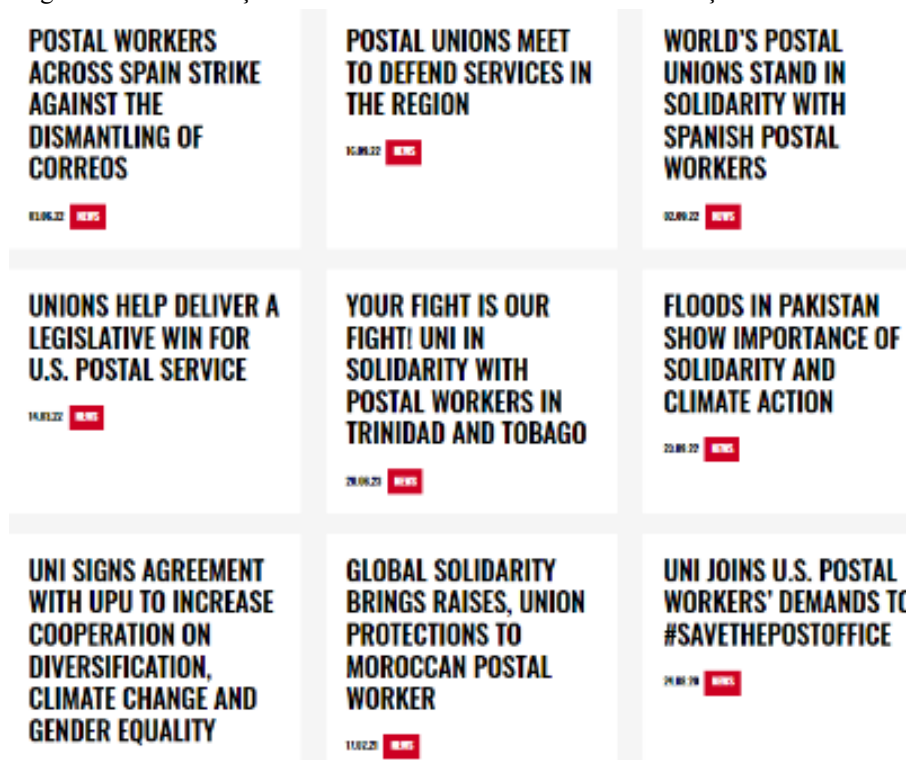 POSTAL WORKERS
ACROSS SPAIN STRIKE
AGAINST THE
DISMANTLING OF
CORREOS
NEWS
POSTAL UNIONS MEET
TO DEFEND SERVICES IN
THE REGION
NEWS
WORLD'S POSTAL
UNIONS STAND IN
SOLIDARITY WITH
SPANISH POSTAL
WORKERS
02.09.22 NEWS
UNIONS HELP DELIVER A
LEGISLATIVE WIN FOR
U.S. POSTAL SERVICE
NEWS
YOUR FIGHT IS OUR
FIGHT! UNI IN
SOLIDARITY WITH
POSTAL WORKERS IN
TRINIDAD AND TOBAGO
NEWS
FLOODS IN PAKISTAN
SHOW IMPORTANCE OF
SOLIDARITY AND
CLIMATE ACTION
NEWS
UNI SIGNS AGREEMENT
WITH UPU TO INCREASE
COOPERATION ON
DIVERSIFICATION,
CLIMATE CHANGE AND
GENDER EQUALITY
GLOBAL SOLIDARITY
BRINGS RAISES, UNION
PROTECTIONS TO
MOROCCAN POSTAL
WORKER
NEWS
UNI JOINS U.S. POSTAL
WORKERS' DEMANDS TO
#SAVETHEPOSTOFFICE
NEWS